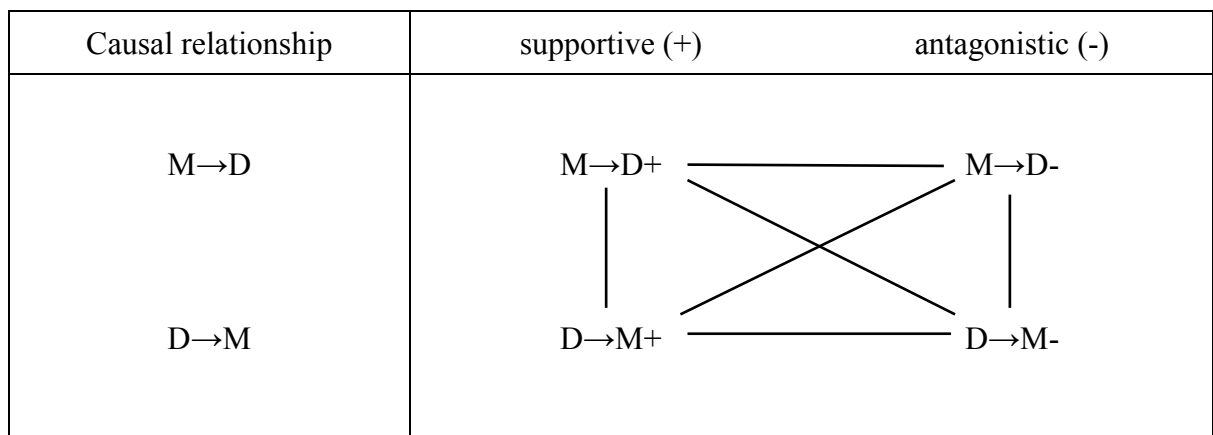 Causal relationship supportive (+) antagonistic (-)
M→D M→D+ M→D-
D→M D→M+ D→M-